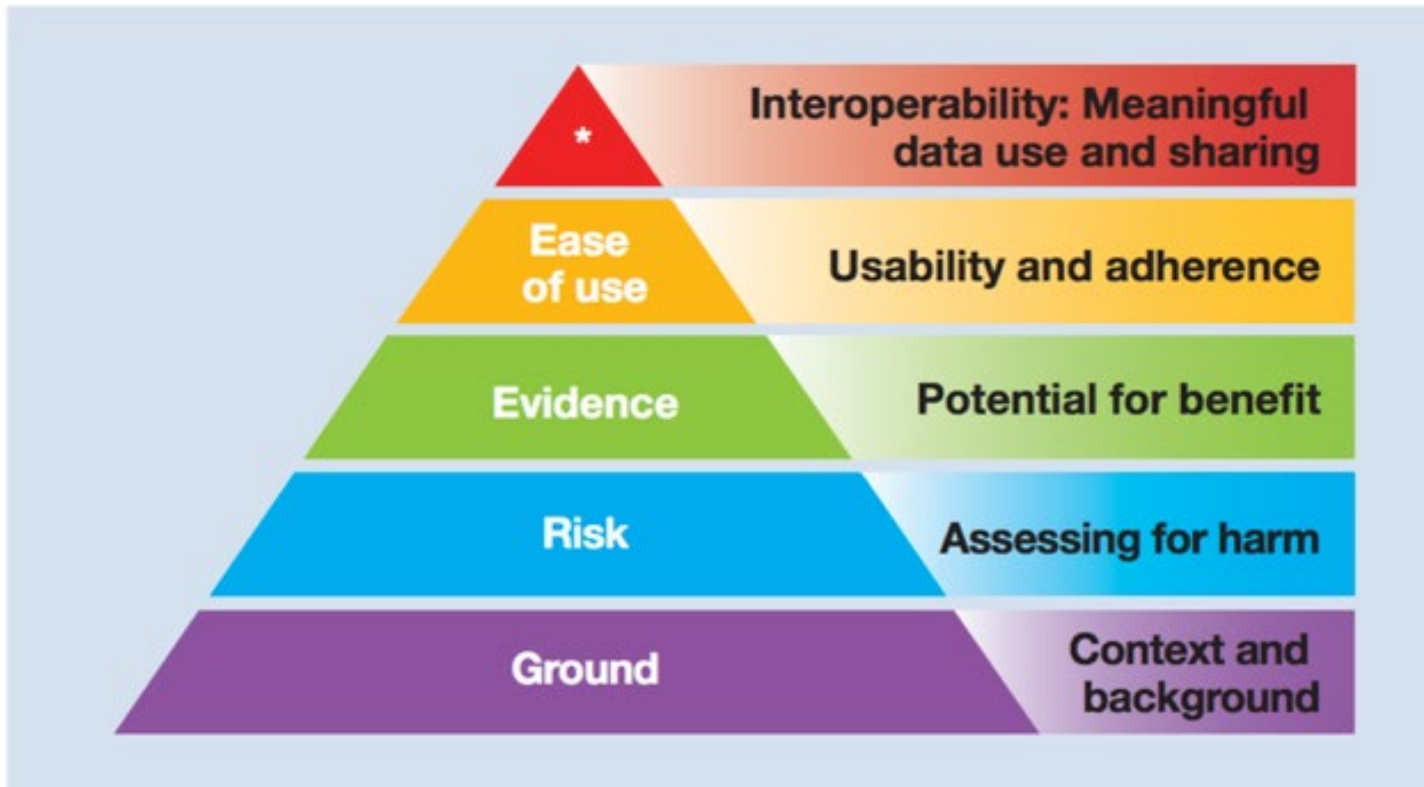 *
Interoperability: Meaningful
data use and sharing
Ease
of use
Usability and adherence
Evidence
Potential for benefit
Risk
Assessing for harm
Ground
Context and
background